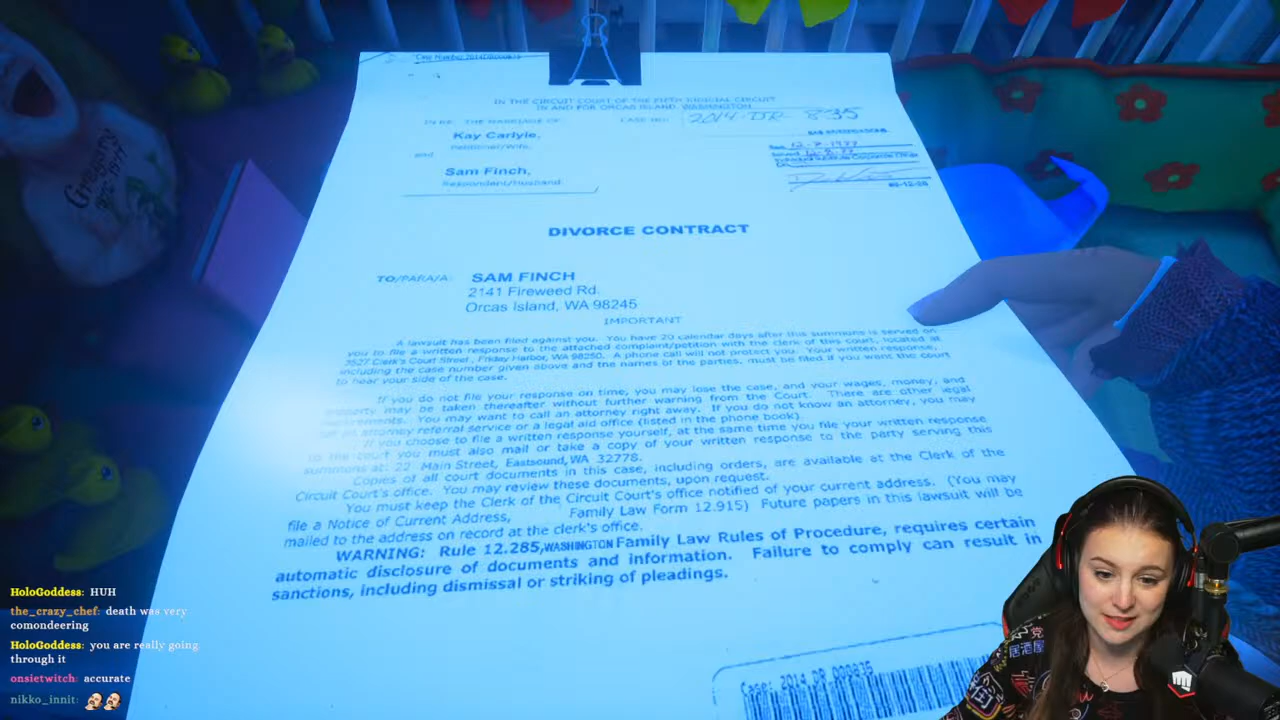 IN THE CIRCUIT COURT OF THE FIFTH JUDICIAL CIRCUIT
IN AND FOR ORCAS ISLAND, WASHINGTON
IN RE: THE MARRIAGE OF:
CASE NO.:
Kay Carlyle,
Petitioner/Wife,
and
Sam Finch,
Respondent/Husband.
DIVORCE CONTRACT
TO/PARA/A: SAM FINCH
2141 Fireweed Rd.
Orcas Island, WA 98245
IMPORTANT
A lawsuit has been filed against you. You have 20 calendar days after this summons is served on
you to file a written response to the attached complaint/petition with the clerk of this court, located at
3527 Clerk's Court Street, Friday Harbor, WA 98250. A phone call will not protect you. Your written response,
including the case number given above and the names of the parties, must be filed if you want the court
to hear your side of the case.
If you do not file your response on time, you may lose the case, and your wages, money, and
property may be taken thereafter without further warning from the Court. There are other legal
requirements. You may want to call an attorney right away. If you do not know an attorney, you may
call an attorney referral service or a legal aid office (listed in the phone book).
If you choose to file a written response yourself, at the same time you file your written response
to the court you must also mail or take a copy of your written response to the party serving this
summons at: 22 Main Street, Eastsound, WA 32778.
Copies of all court documents in this case, including orders, are available at the Clerk of the
Circuit Court's office. You may review these documents, upon request.
You must keep the Clerk of the Circuit Court's office notified of your current address. (You may
file a Notice of Current Address, Family Law Form 12.915) Future papers in this lawsuit will be
mailed to the address on record at the clerk's office.
WARNING: Rule 12.285, WASHINGTON Family Law Rules of Procedure, requires certain
automatic disclosure of documents and information. Failure to comply can result in
sanctions, including dismissal or striking of pleadings.
HoloGoddess: HUH
the_crazy_chef: death was very
comondeering
HoloGoddess: you are really going
through it
onsietwitch: accurate
nikko_innit: